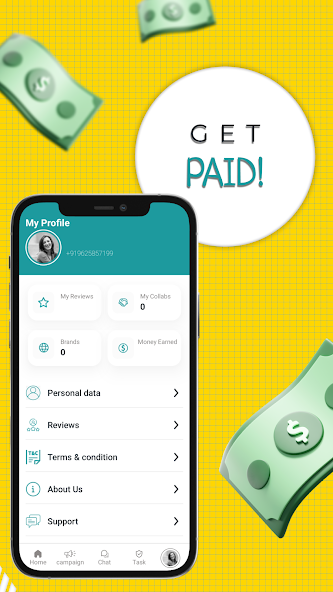 GET
PAID!
My Profile
+919625857199
My Reviews
My Collabs
0
Brands
0
Money Earned
Personal data
Reviews
T&C
Terms & condition
About Us
Support
Home
campaign
Chat
Task